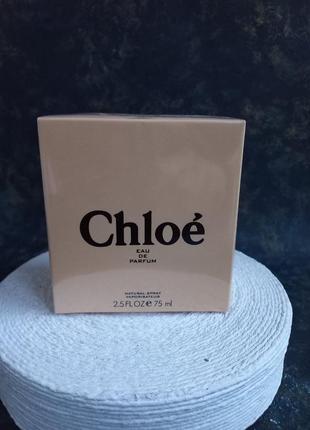 Chloé
EAU
DE
PARFUM
NATURAL SPRAY
VAPORISATEUR
2.5 FL.OZ e 75 ml